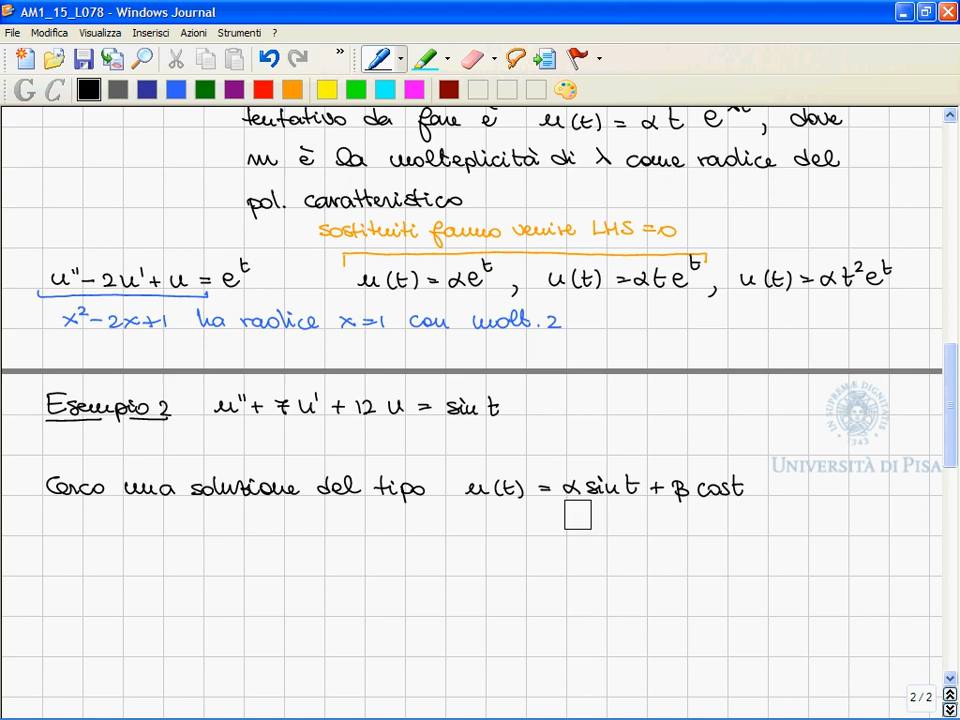 AM1_15_L078 - Windows Journal
File Modifica Visualizza Inserisci Azioni Strumenti ?
tentativo da fare è u(t) = α t e^{λt}, dove
m è la molteplicità di λ come radice del
pol. caratteristico
sostituiti fanno venire LHS = 0
u'' - 2u' + u = e^t u(t) = αe^t, u(t) = αte^t, u(t) = αt²e^t
x² - 2x + 1 ha radice x = 1 con molt. 2
Esempio 2 u'' + 7u' + 12u = sin t
UNIVERSITÀ DI PISA
Cerco una soluzione del tipo u(t) = α sin t + β cos t
2 / 2